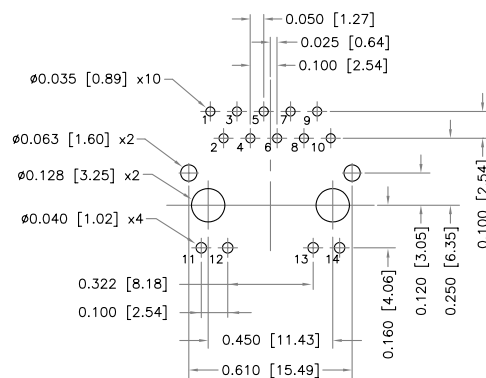 0.050 [1.27]
0.025 [0.64]
0.100 [2.54]
ø0.035 [0.89] x10
1 3 5 7 9
2 4 6 8 10
ø0.063 [1.60] x2
ø0.128 [3.25] x2
ø0.040 [1.02] x4
11 12 13 14
0.322 [8.18]
0.100 [2.54]
0.450 [11.43]
0.610 [15.49]
0.160 [4.06]
0.120 [3.05]
0.250 [6.35]
0.100 [2.54]